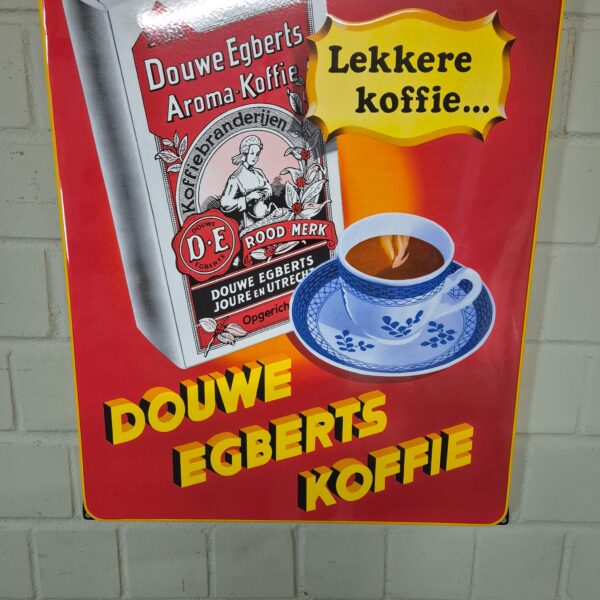 Douwe Egberts
Aroma-Koffie
Koffiebranderijen
DOUWE
D·E
EGBERTS
ROOD-MERK
DOUWE EGBERTS
JOURE EN UTRECHT
Opgericht
Lekkere
koffie...
DOUWE
EGBERTS
KOFFIE